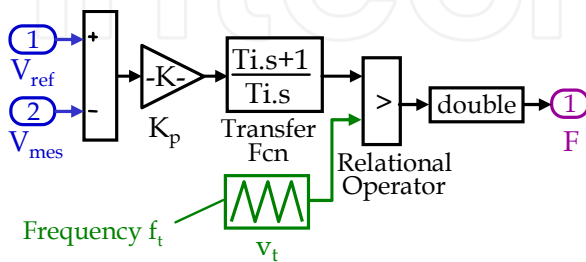 1
V_ref
2
V_mes
+
−
-K-
K_p
Ti.s+1
Ti.s
Transfer
Fcn
>
Relational
Operator
double
1
F
Frequency f_t
v_t